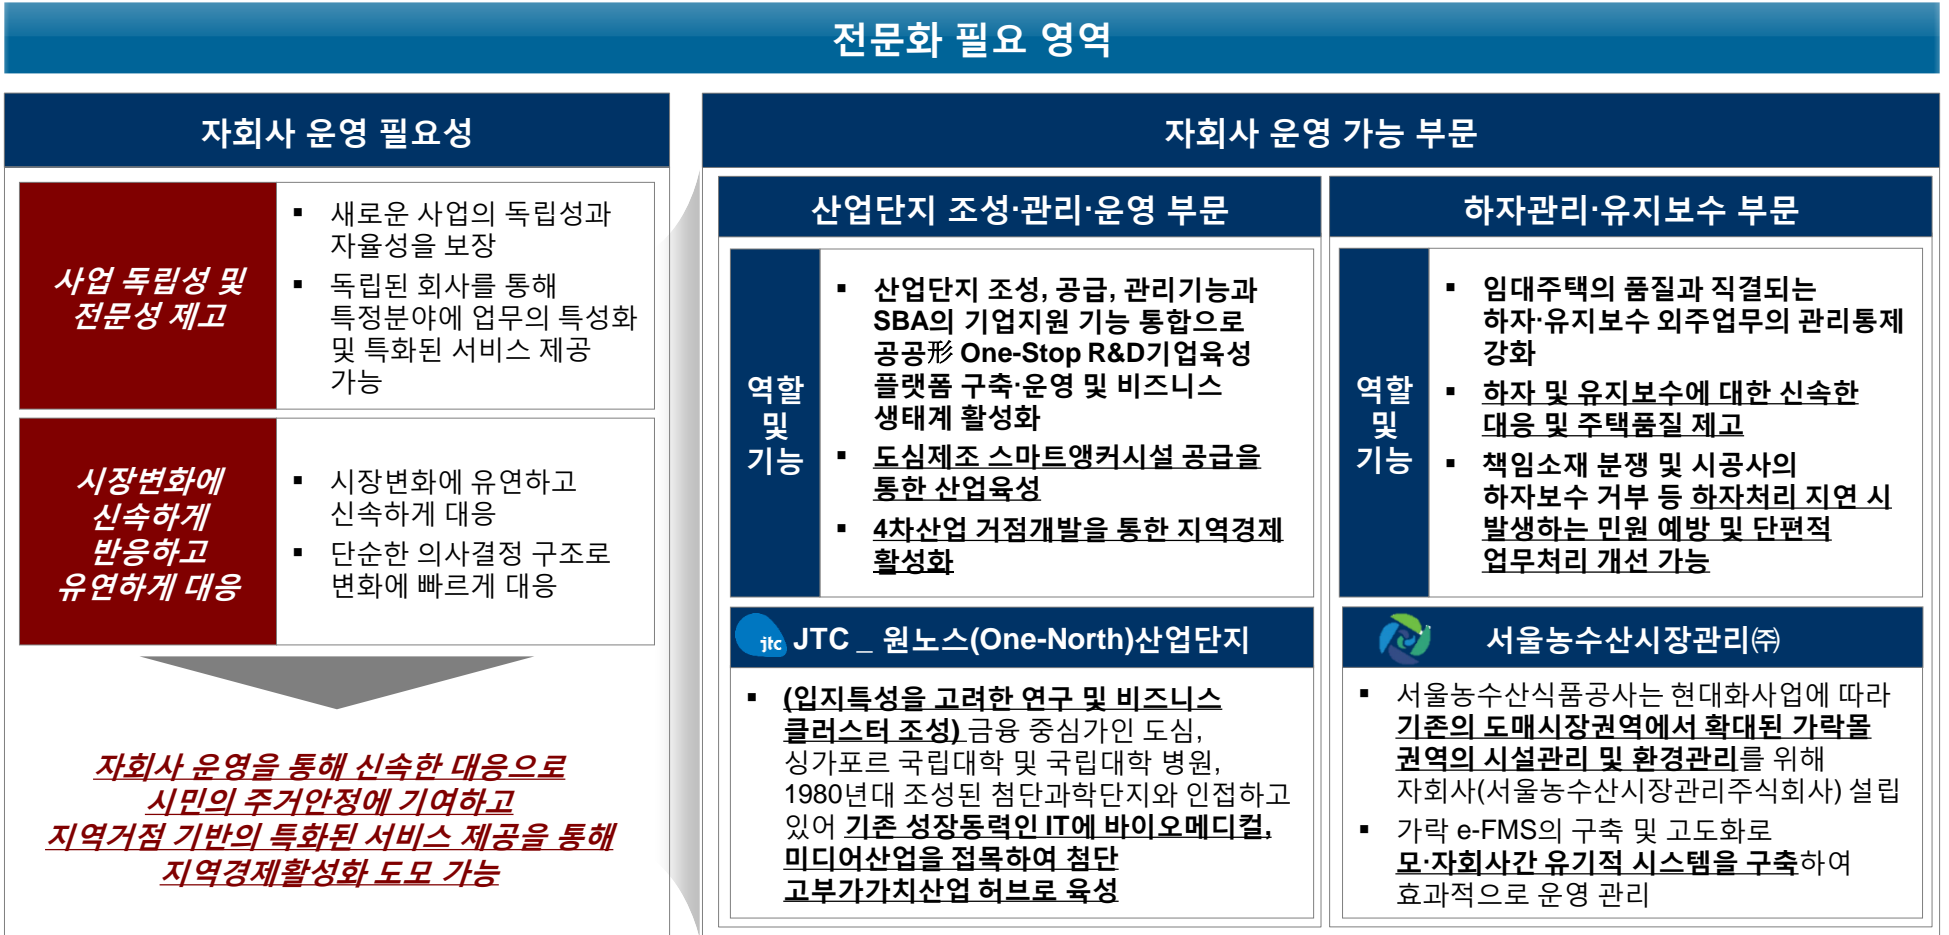 전문화 필요 영역
자회사 운영 필요성
사업 독립성 및
전문성 제고
▪ 새로운 사업의 독립성과
자율성을 보장
▪ 독립된 회사를 통해
특정분야에 업무의 특성화
및 특화된 서비스 제공
가능
시장변화에
신속하게
반응하고
유연하게 대응
▪ 시장변화에 유연하고
신속하게 대응
▪ 단순한 의사결정 구조로
변화에 빠르게 대응
자회사 운영을 통해 신속한 대응으로
시민의 주거안정에 기여하고
지역거점 기반의 특화된 서비스 제공을 통해
지역경제활성화 도모 가능
자회사 운영 가능 부문
산업단지 조성·관리·운영 부문
역할
및
기능
▪ 산업단지 조성, 공급, 관리기능과
SBA의 기업지원 기능 통합으로
공공形 One-Stop R&D기업육성
플랫폼 구축·운영 및 비즈니스
생태계 활성화
▪ 도심제조 스마트앵커시설 공급을
통한 산업육성
▪ 4차산업 거점개발을 통한 지역경제
활성화
jtc JTC _ 원노스(One-North)산업단지
▪ (입지특성을 고려한 연구 및 비즈니스
클러스터 조성) 금융 중심가인 도심,
싱가포르 국립대학 및 국립대학 병원,
1980년대 조성된 첨단과학단지와 인접하고
있어 기존 성장동력인 IT에 바이오메디컬,
미디어산업을 접목하여 첨단
고부가가치산업 허브로 육성
하자관리·유지보수 부문
역할
및
기능
▪ 임대주택의 품질과 직결되는
하자·유지보수 외주업무의 관리통제
강화
▪ 하자 및 유지보수에 대한 신속한
대응 및 주택품질 제고
▪ 책임소재 분쟁 및 시공사의
하자보수 거부 등 하자처리 지연 시
발생하는 민원 예방 및 단편적
업무처리 개선 가능
서울농수산시장관리㈜
▪ 서울농수산식품공사는 현대화사업에 따라
기존의 도매시장권역에서 확대된 가락몰
권역의 시설관리 및 환경관리를 위해
자회사(서울농수산시장관리주식회사) 설립
▪ 가락 e-FMS의 구축 및 고도화로
모·자회사간 유기적 시스템을 구축하여
효과적으로 운영 관리